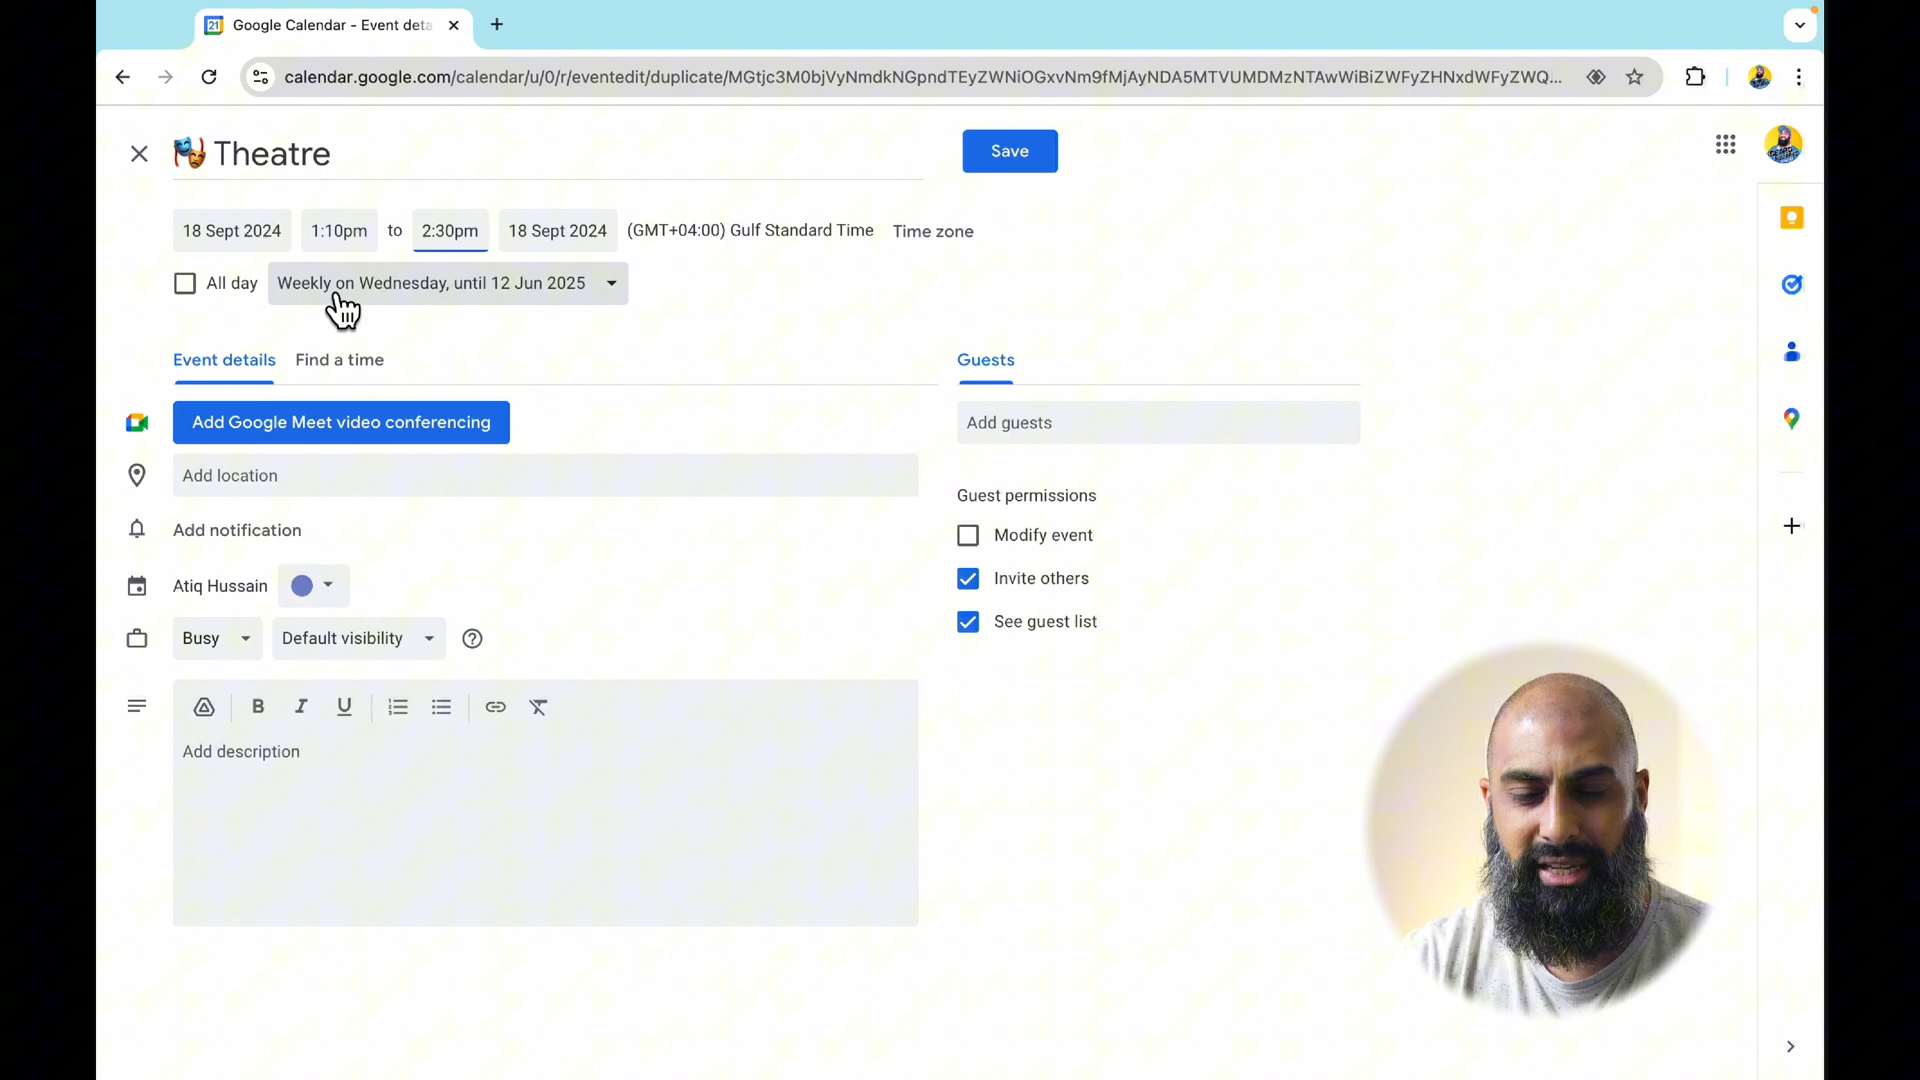 Google Calendar - Event deta
calendar.google.com/calendar/u/0/r/eventedit/duplicate/MGtjc3M0bjVyNmdkNGpndTEyZWNiOGxvNm9fMjAyNDA5MTVUMDMzNTAwWiBiZWFyZHNxdWFyZWQ...
🎭 Theatre
Save
18 Sept 2024 1:10pm to 2:30pm 18 Sept 2024 (GMT+04:00) Gulf Standard Time Time zone
All day Weekly on Wednesday, until 12 Jun 2025
Event details Find a time
Guests
Add Google Meet video conferencing
Add guests
Add location
Guest permissions
Add notification
Modify event
Atiq Hussain
Invite others
Busy Default visibility
See guest list
B I U
Add description